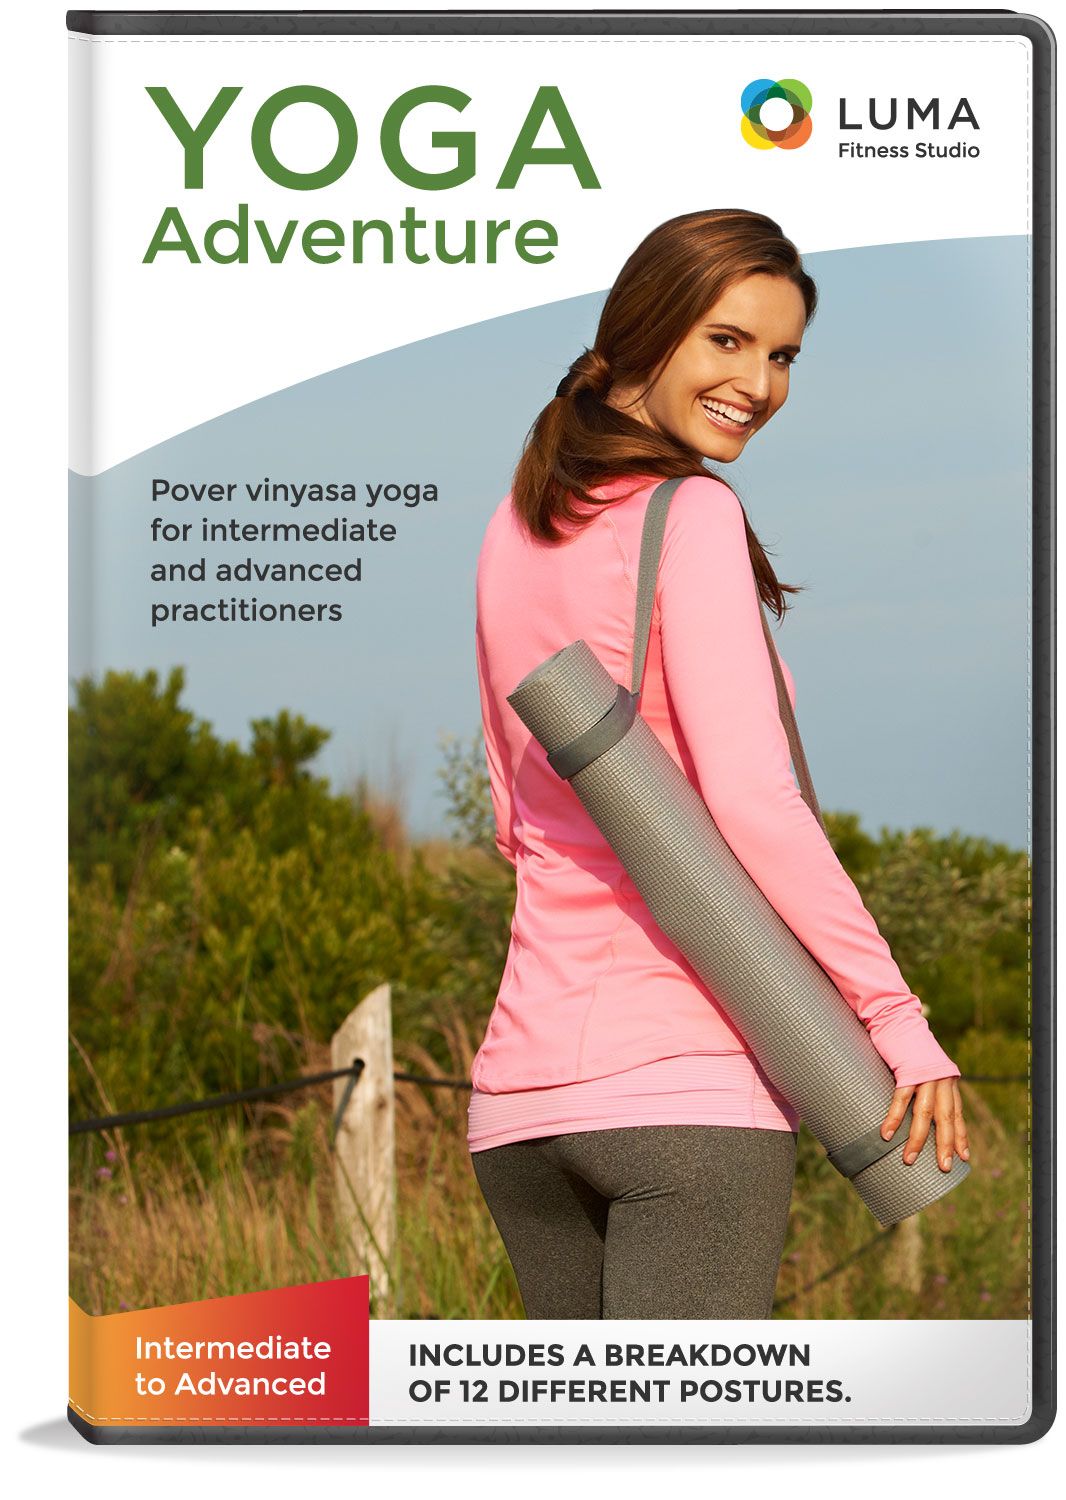 YOGA
Adventure
LUMA
Fitness Studio
Pover vinyasa yoga
for intermediate
and advanced
practitioners
Intermediate
to Advanced
INCLUDES A BREAKDOWN
OF 12 DIFFERENT POSTURES.